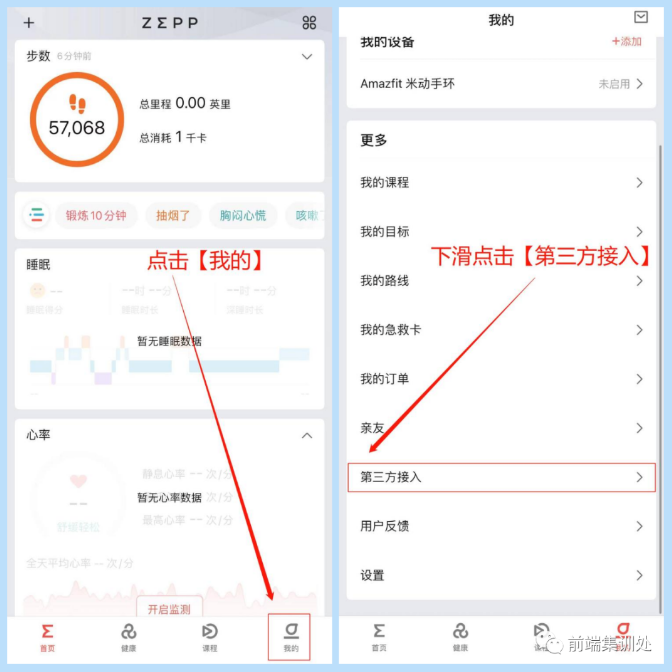 ZEPP
步数 6分钟前
57,068
总里程 0.00 英里
总消耗 1 千卡
锻炼10分钟
抽烟了
胸闷心慌
咳嗽
点击【我的】
睡眠
--
--时 --分
--时 --分
睡眠得分
睡眠时长
深睡时长
暂无睡眠数据
心率
静息心率 -- 次/分
暂无心率数据
最高心率 -- 次/分
--
舒缓轻松
全天平均心率 -- 次/分
开启监测
首页
健康
课程
我的
我的
我的设备
+添加
Amazfit 米动手环
未启用
更多
我的课程
我的目标
下滑点击【第三方接入】
我的路线
我的急救卡
我的订单
亲友
第三方接入
用户反馈
设置
首页
健康
我的
前端集训处